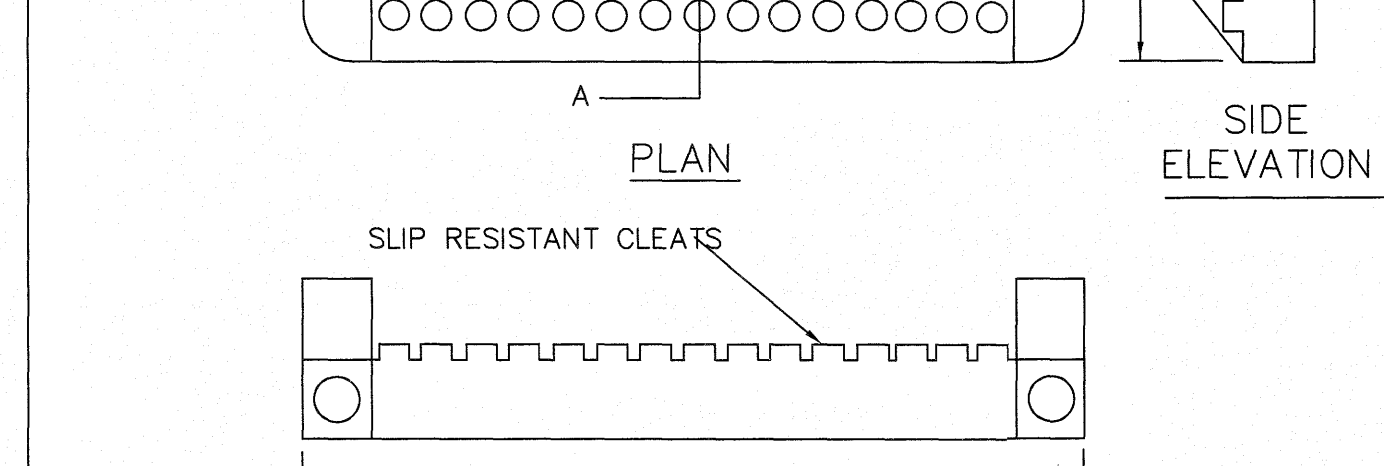 A
PLAN
SIDE
ELEVATION
SLIP RESISTANT CLEATS